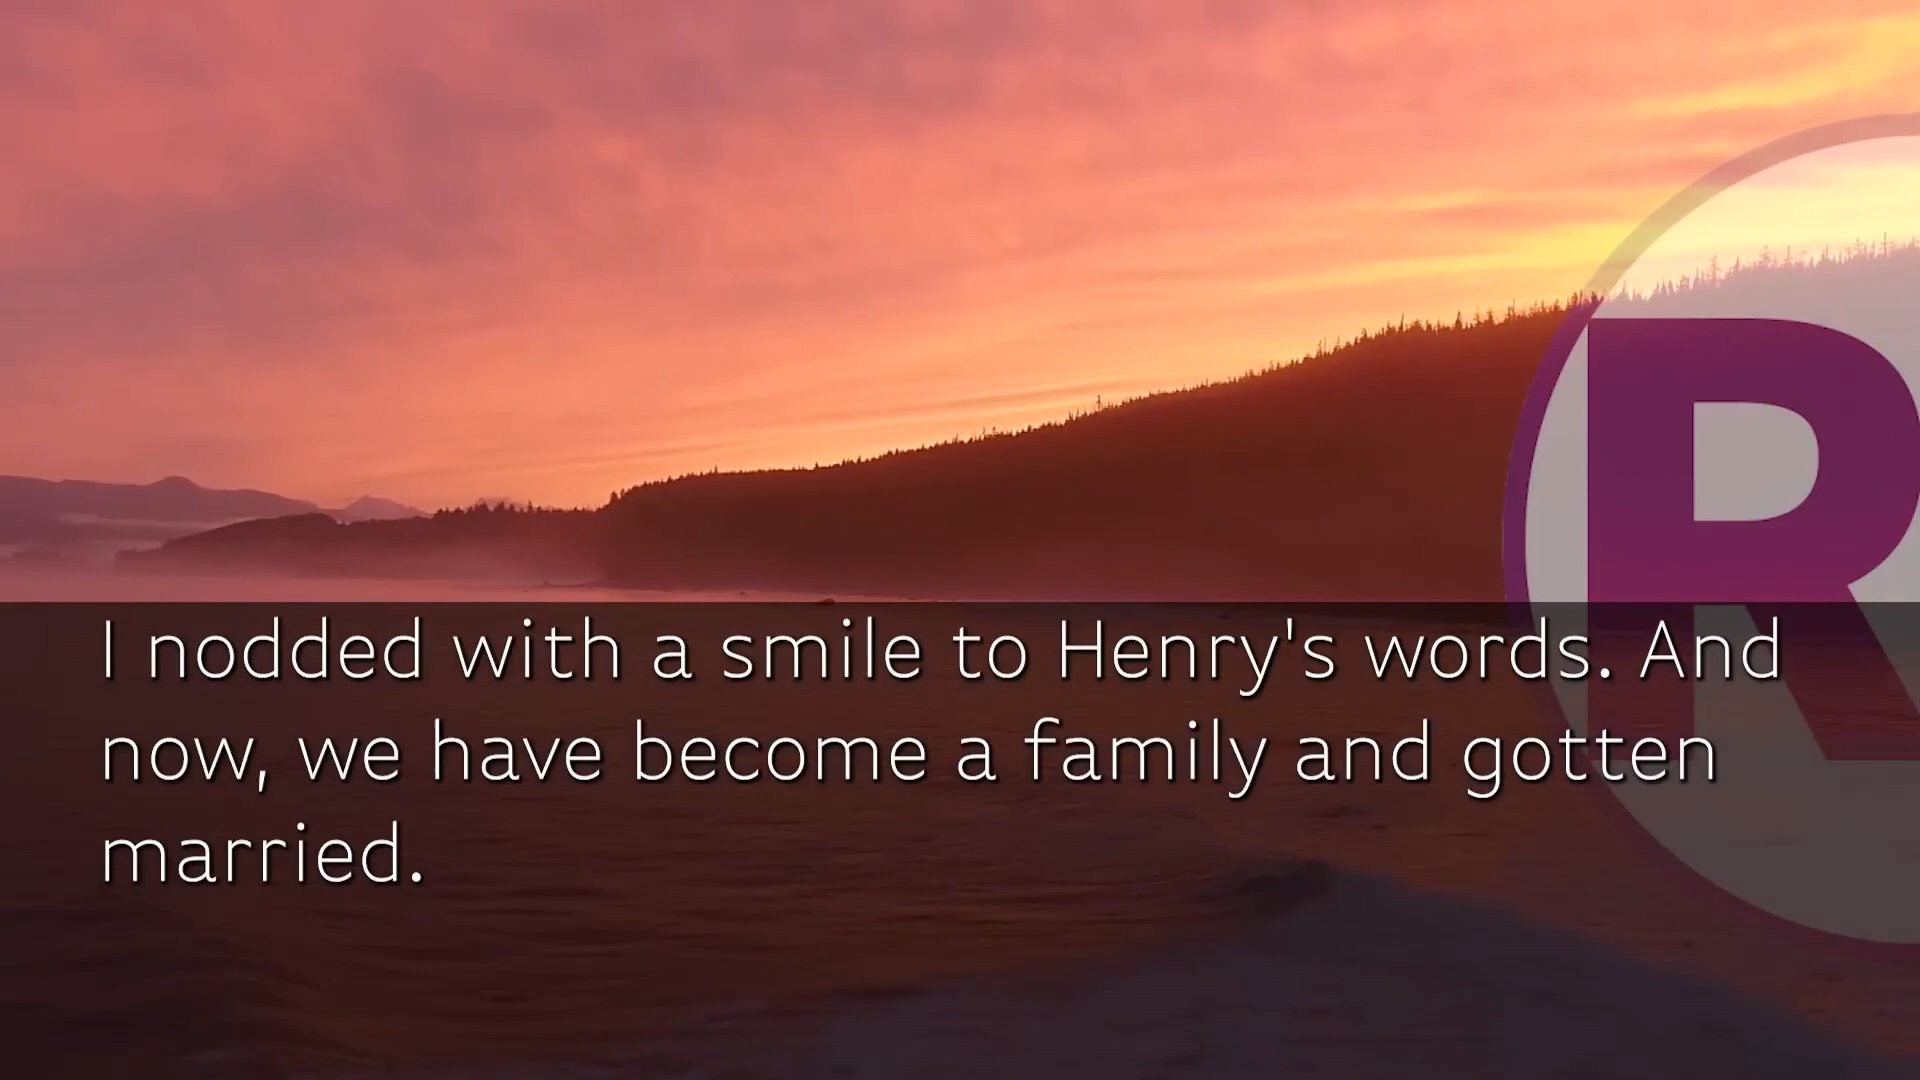 I nodded with a smile to Henry's words. And
now, we have become a family and gotten
married.
R